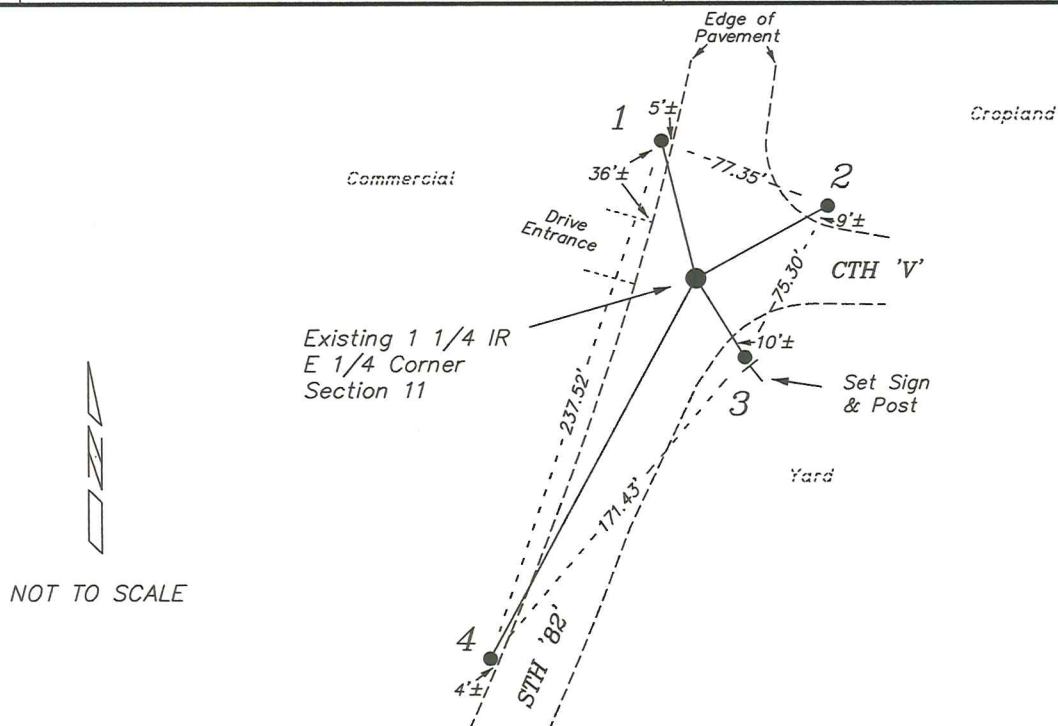 Edge of
Pavement
Cropland
1
5'±
77.35'
2
Commercial
36'±
9'±
Drive
Entrance
CTH 'V'
75.30'
Existing 1 1/4 IR
E 1/4 Corner
Section 11
10'±
Set Sign
& Post
3
237.52'
N
Yard
171.43'
NOT TO SCALE
4
4'±
STH '82'